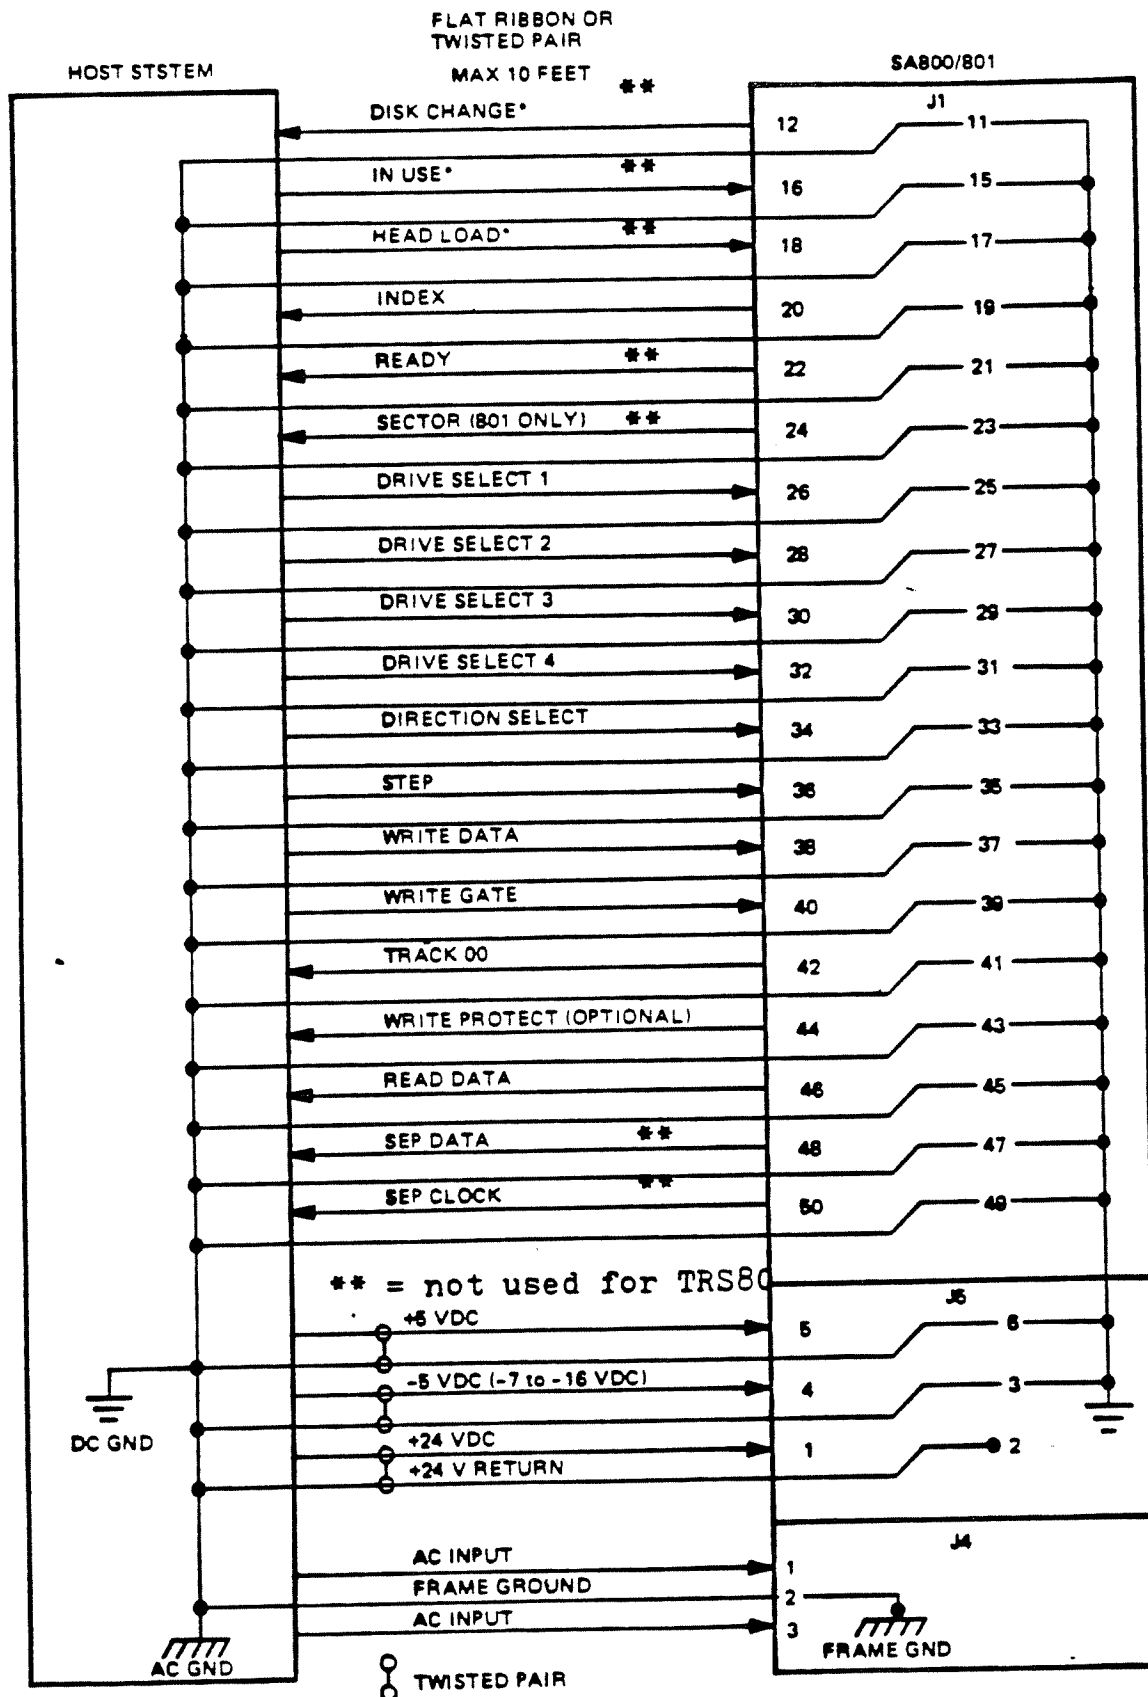 FLAT RIBBON OR
TWISTED PAIR
MAX 10 FEET
HOST STSTEM
SA800/801
J1
DISK CHANGE* ** 12 11
IN USE* ** 16 15
HEAD LOAD* ** 18 17
INDEX 20 19
READY ** 22 21
SECTOR (801 ONLY) ** 24 23
DRIVE SELECT 1 26 25
DRIVE SELECT 2 28 27
DRIVE SELECT 3 30 29
DRIVE SELECT 4 32 31
DIRECTION SELECT 34 33
STEP 36 35
WRITE DATA 38 37
WRITE GATE 40 39
TRACK 00 42 41
WRITE PROTECT (OPTIONAL) 44 43
READ DATA 46 45
SEP DATA ** 48 47
SEP CLOCK ** 50 49
** = not used for TRS80
J5
+5 VDC 5 6
-5 VDC (-7 to -16 VDC) 4 3
DC GND
+24 VDC 1 2
+24 V RETURN
J4
AC INPUT 1
FRAME GROUND 2
AC INPUT 3
FRAME GND
AC GND
TWISTED PAIR